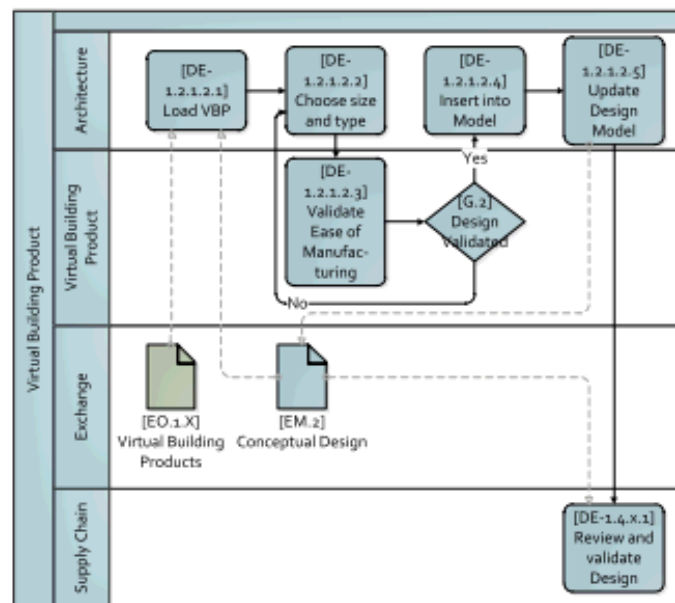 Virtual Building Product
Architecture
[DE-
1.2.1.2.1]
Load VBP
[DE-
1.2.1.2.2]
Choose size
and type
[DE-
1.2.1.2.4]
Insert into
Model
[DE-
1.2.1.2.5]
Update
Design
Model
Virtual Building
Product
[DE-
1.2.1.2.3]
Validate
Ease of
Manufac-
turing
Yes
[G.2]
Design
Validated
No
Exchange
[EO.1.X]
Virtual Building
Products
[EM.2]
Conceptual Design
Supply Chain
[DE-1.4.x.1]
Review and
validate
Design